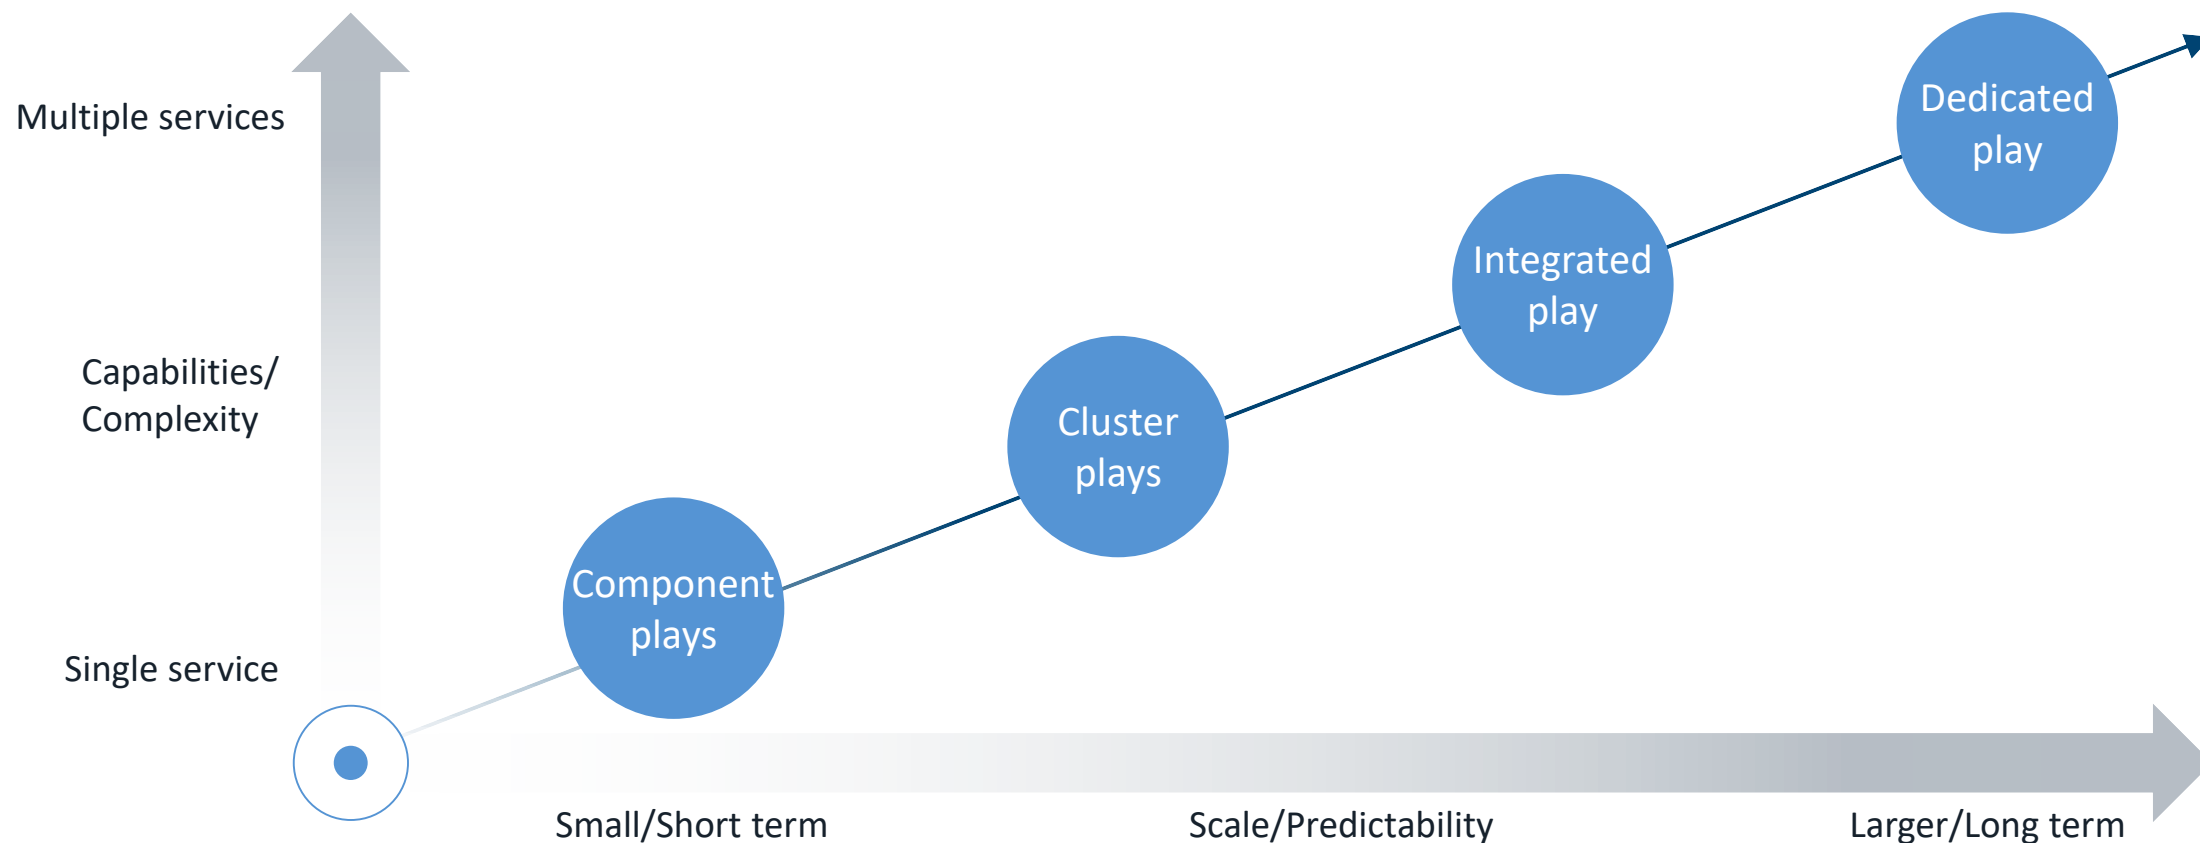 Multiple services
Capabilities/
Complexity
Single service
Component
plays
Cluster
plays
Integrated
play
Dedicated
play
Small/Short term
Scale/Predictability
Larger/Long term